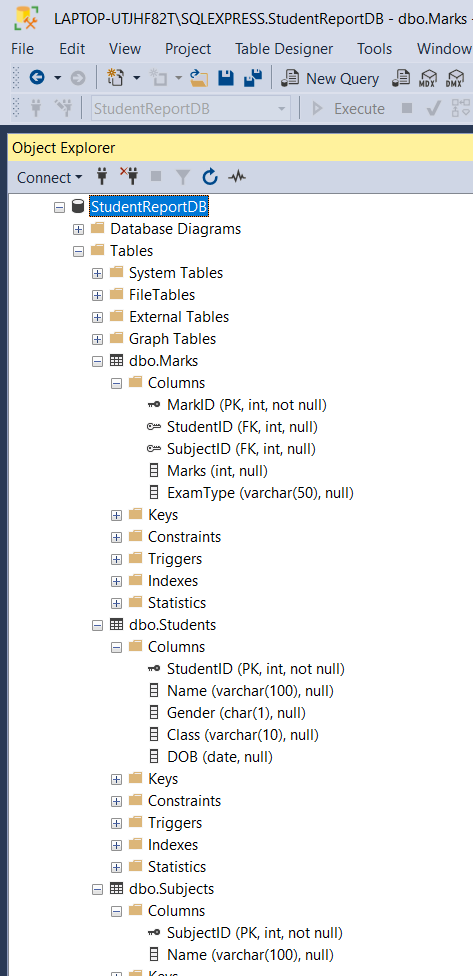 LAPTOP-UTJHF82T\SQLEXPRESS.StudentReportDB - dbo.Marks -
File Edit View Project Table Designer Tools Window
New Query MDX DMX
StudentReportDB Execute
Object Explorer
Connect
StudentReportDB
Database Diagrams
Tables
System Tables
FileTables
External Tables
Graph Tables
dbo.Marks
Columns
MarkID (PK, int, not null)
StudentID (FK, int, null)
SubjectID (FK, int, null)
Marks (int, null)
ExamType (varchar(50), null)
Keys
Constraints
Triggers
Indexes
Statistics
dbo.Students
Columns
StudentID (PK, int, not null)
Name (varchar(100), null)
Gender (char(1), null)
Class (varchar(10), null)
DOB (date, null)
Keys
Constraints
Triggers
Indexes
Statistics
dbo.Subjects
Columns
SubjectID (PK, int, not null)
Name (varchar(100), null)
Keys